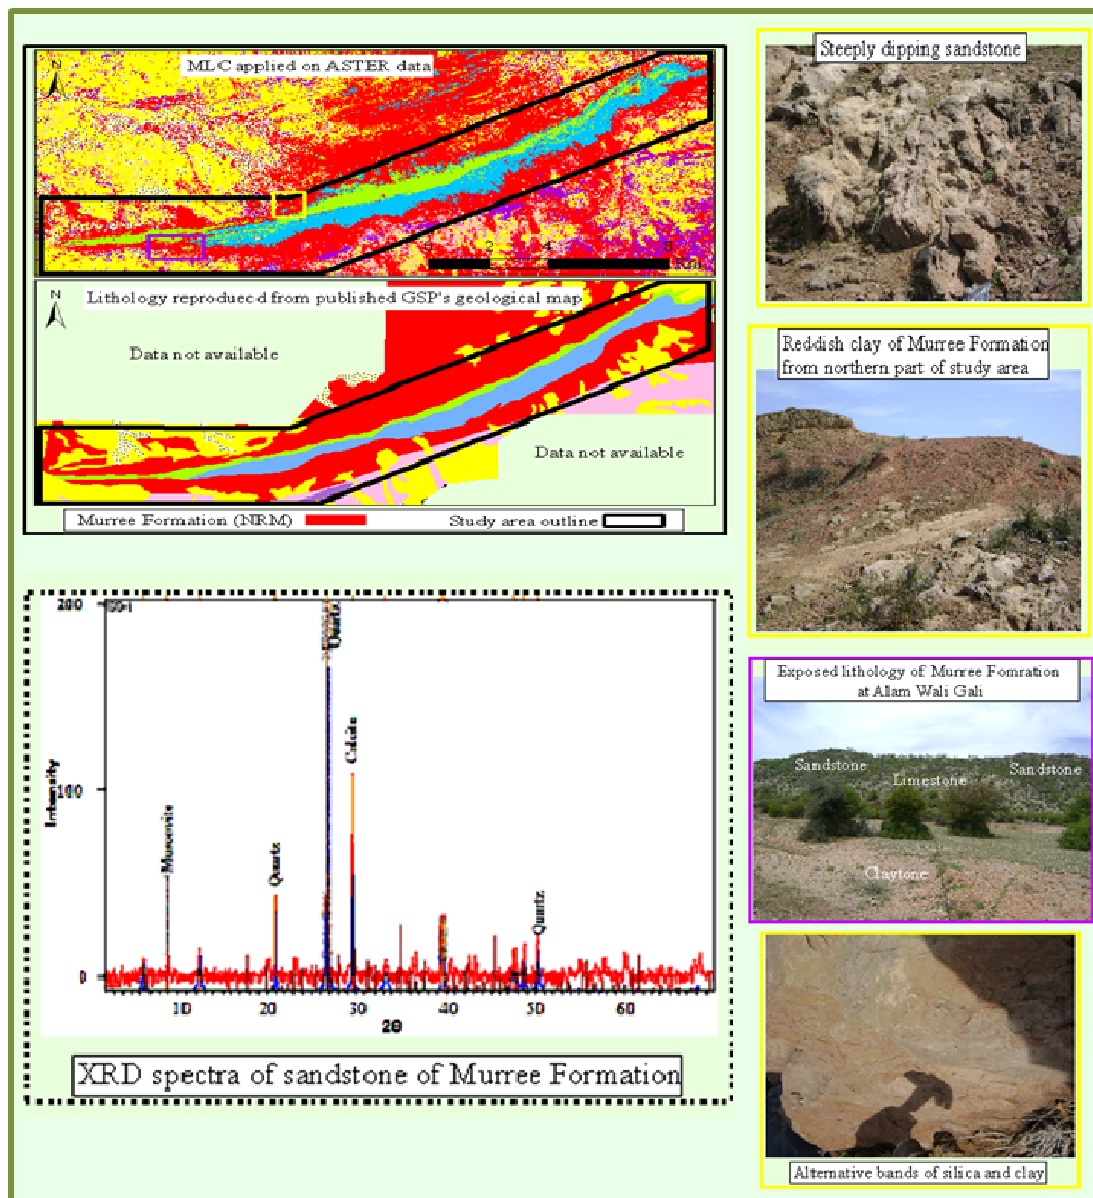 MLC applied on ASTER data
N
0 2 4 8
Km
Lithology reproduced from published GSP's geological map
N
Data not available
Data not available
Murree Formation (NRM)
Study area outline
Steeply dipping sandstone
Reddish clay of Murree Formation
from northern part of study area
Exposed lithology of Murree Fomration
at Alam Wali Gali
Sandstone
Limestone
Sandstone
Claytone
Alternative bands of silica and clay
200
100
0
Intensity
Muscovite
Quartz
Quartz
Calcite
Quartz
10 20 30 40 50 60
2θ
XRD spectra of sandstone of Murree Formation